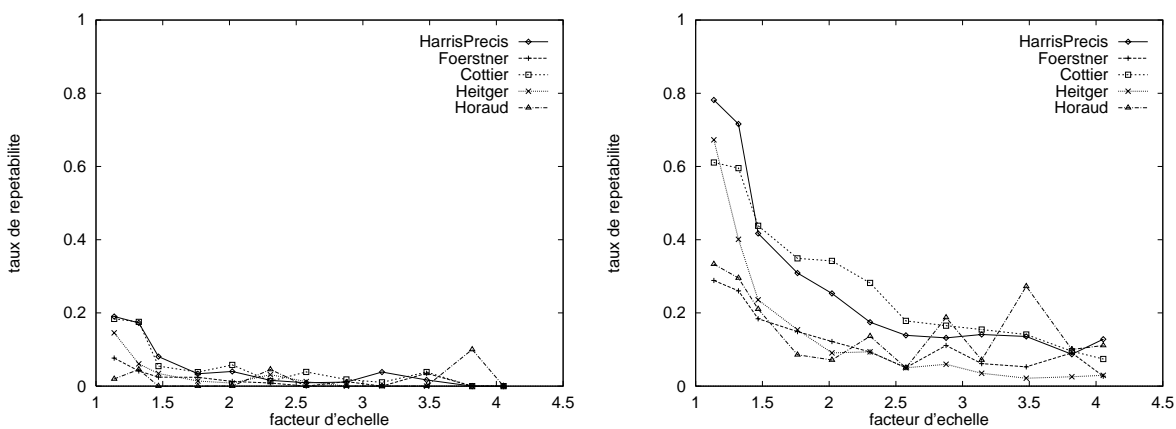 1
0.8
0.6
0.4
0.2
0
taux de repetabilite
HarrisPrecis
Foerstner
Cottier
Heitger
Horaud
1 1.5 2 2.5 3 3.5 4 4.5
facteur d'echelle
1
0.8
0.6
0.4
0.2
0
taux de repetabilite
HarrisPrecis
Foerstner
Cottier
Heitger
Horaud
1 1.5 2 2.5 3 3.5 4 4.5
facteur d'echelle